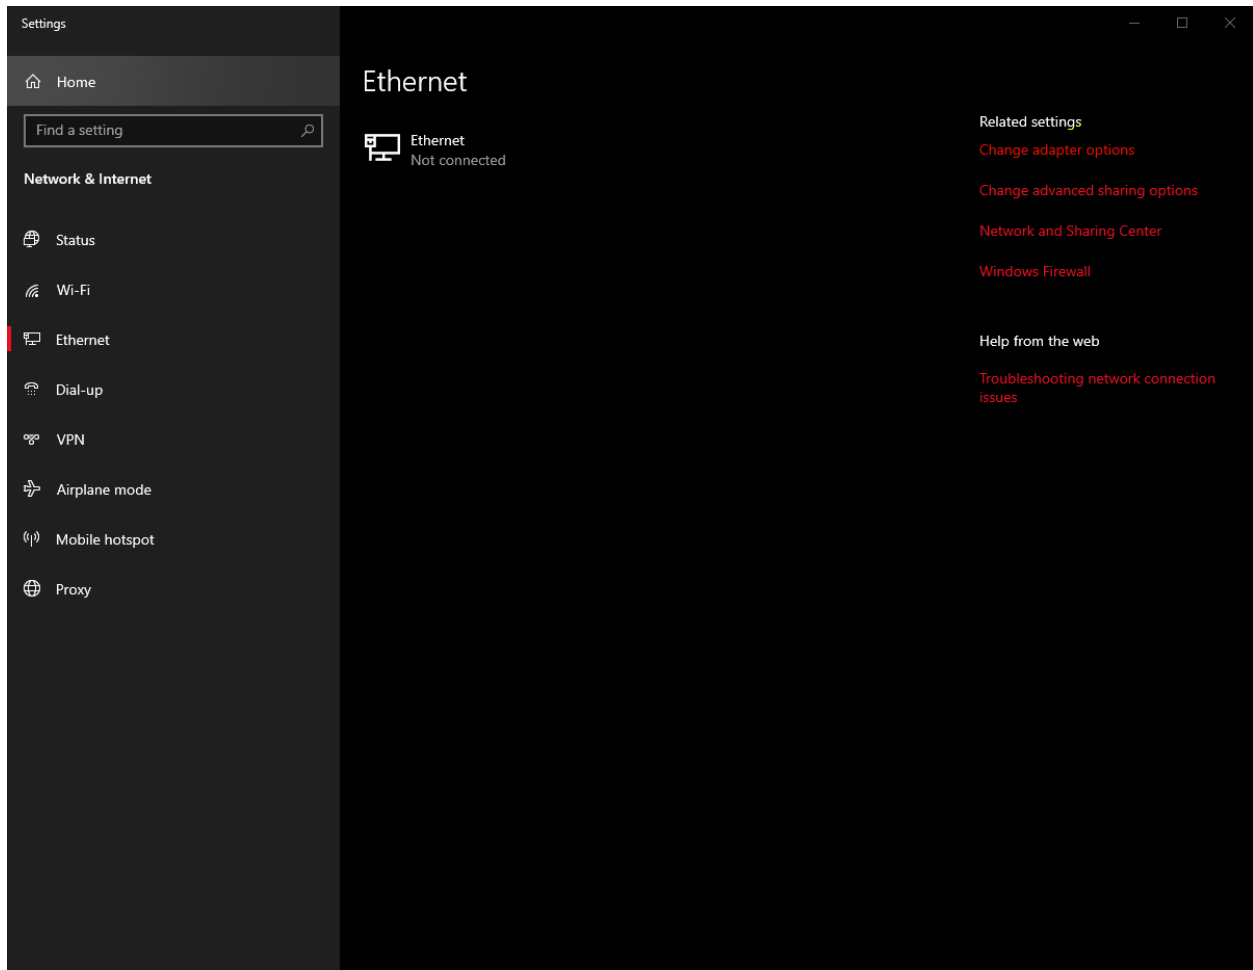 Settings
Home
Find a setting
Network & Internet
Status
Wi-Fi
Ethernet
Dial-up
VPN
Airplane mode
Mobile hotspot
Proxy
Ethernet
Ethernet
Not connected
Related settings
Change adapter options
Change advanced sharing options
Network and Sharing Center
Windows Firewall
Help from the web
Troubleshooting network connection
issues